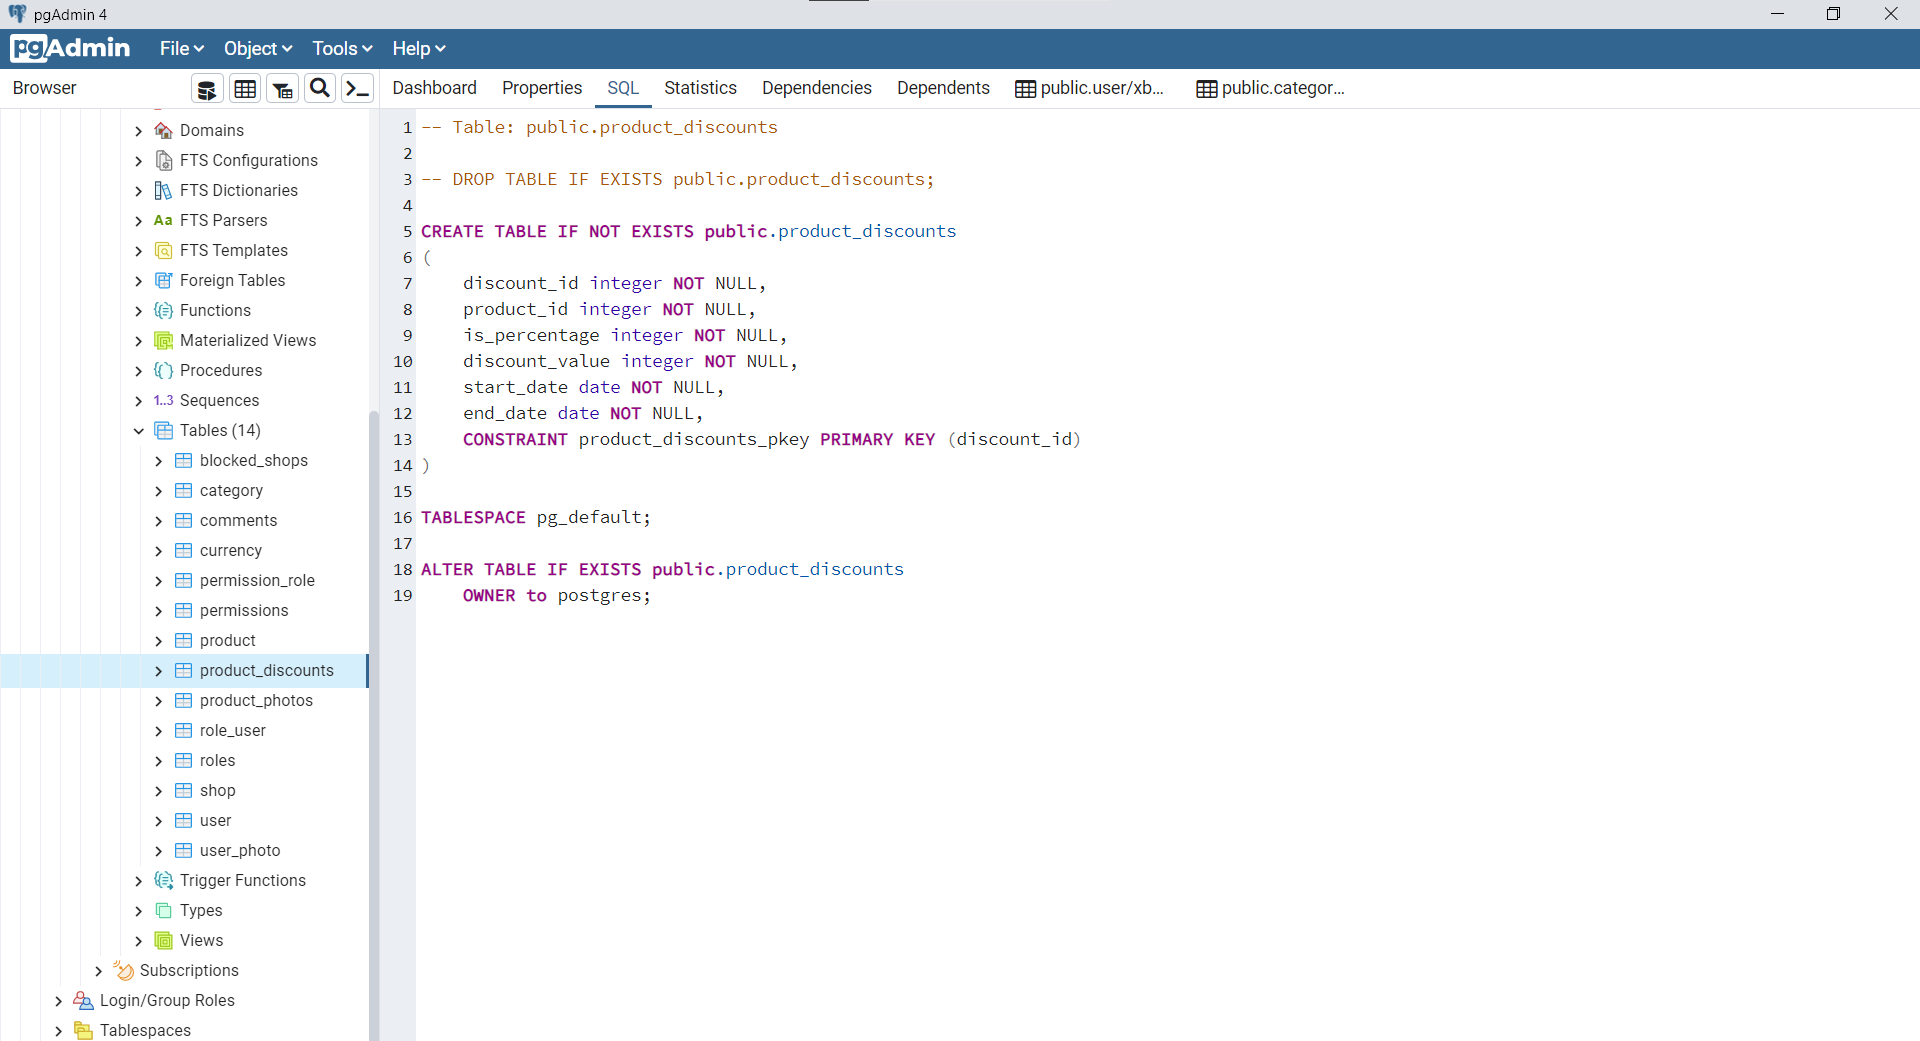 pgAdmin 4
pgAdmin File Object Tools Help
Browser
Dashboard Properties SQL Statistics Dependencies Dependents public.user/xb... public.categor...
Domains
FTS Configurations
FTS Dictionaries
Aa FTS Parsers
FTS Templates
Foreign Tables
Functions
Materialized Views
Procedures
1..3 Sequences
Tables (14)
blocked_shops
category
comments
currency
permission_role
permissions
product
product_discounts
product_photos
role_user
roles
shop
user
user_photo
Trigger Functions
Types
Views
Subscriptions
Login/Group Roles
Tablespaces
1 -- Table: public.product_discounts
2
3 -- DROP TABLE IF EXISTS public.product_discounts;
4
5 CREATE TABLE IF NOT EXISTS public.product_discounts
6 (
7 discount_id integer NOT NULL,
8 product_id integer NOT NULL,
9 is_percentage integer NOT NULL,
10 discount_value integer NOT NULL,
11 start_date date NOT NULL,
12 end_date date NOT NULL,
13 CONSTRAINT product_discounts_pkey PRIMARY KEY (discount_id)
14 )
15
16 TABLESPACE pg_default;
17
18 ALTER TABLE IF EXISTS public.product_discounts
19 OWNER to postgres;